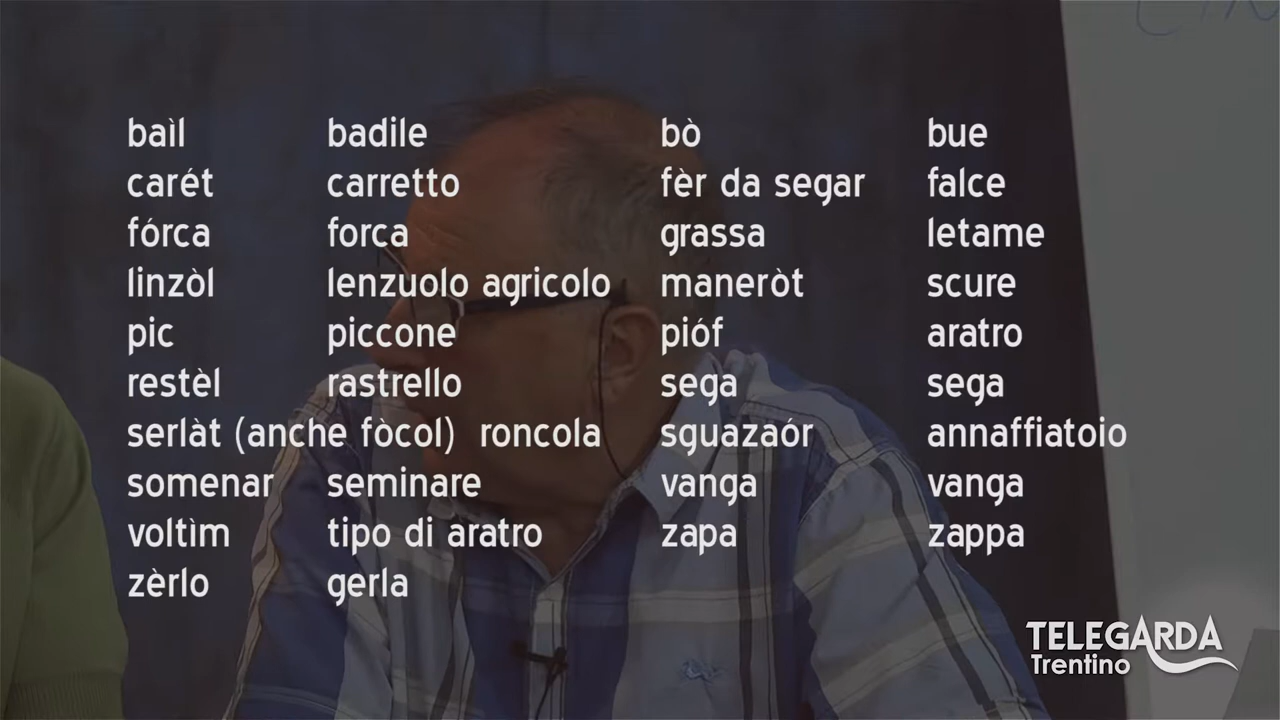 baìl badile bò bue
carét carretto fèr da segar falce
fórca forca grassa letame
linzòl lenzuolo agricolo maneròt scure
pic piccone pióf aratro
restèl rastrello sega sega
serlàt (anche fòcol) roncola sguazaór annaffiatoio
somenar seminare vanga vanga
voltìm tipo di aratro zapa zappa
zèrlo gerla
TELEGARDA
Trentino